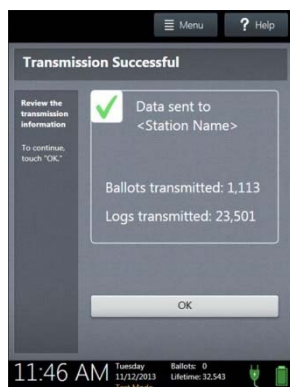 Menu
? Help
Transmission Successful
Review the
transmission
information
To continue,
touch "OK."
Data sent to
<Station Name>
Ballots transmitted: 1,113
Logs transmitted: 23,501
OK
11:46 AM
Tuesday
11/12/2013
Test Mode
Ballots: 0
Lifetime: 32,543